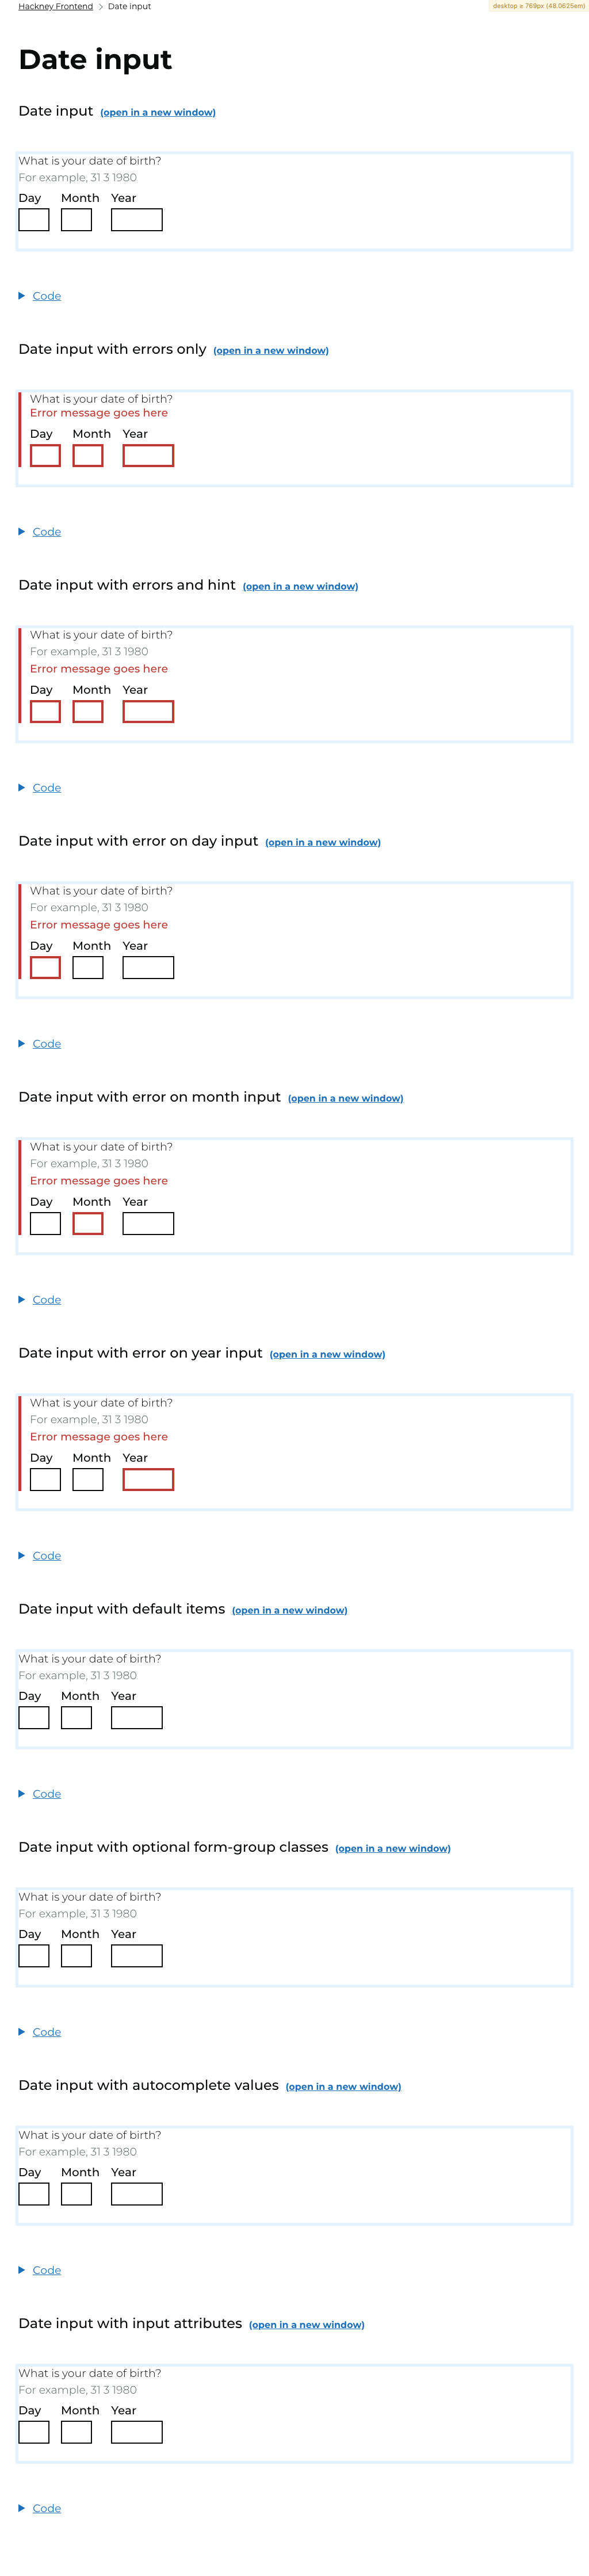 Hackney Frontend Date input
desktop ≥ 769px (48.0625em)
Date input
Date input (open in a new window)
What is your date of birth?
For example, 31 3 1980
Day Month Year
Code
Date input with errors only (open in a new window)
What is your date of birth?
Error message goes here
Day Month Year
Code
Date input with errors and hint (open in a new window)
What is your date of birth?
For example, 31 3 1980
Error message goes here
Day Month Year
Code
Date input with error on day input (open in a new window)
What is your date of birth?
For example, 31 3 1980
Error message goes here
Day Month Year
Code
Date input with error on month input (open in a new window)
What is your date of birth?
For example, 31 3 1980
Error message goes here
Day Month Year
Code
Date input with error on year input (open in a new window)
What is your date of birth?
For example, 31 3 1980
Error message goes here
Day Month Year
Code
Date input with default items (open in a new window)
What is your date of birth?
For example, 31 3 1980
Day Month Year
Code
Date input with optional form-group classes (open in a new window)
What is your date of birth?
For example, 31 3 1980
Day Month Year
Code
Date input with autocomplete values (open in a new window)
What is your date of birth?
For example, 31 3 1980
Day Month Year
Code
Date input with input attributes (open in a new window)
What is your date of birth?
For example, 31 3 1980
Day Month Year
Code